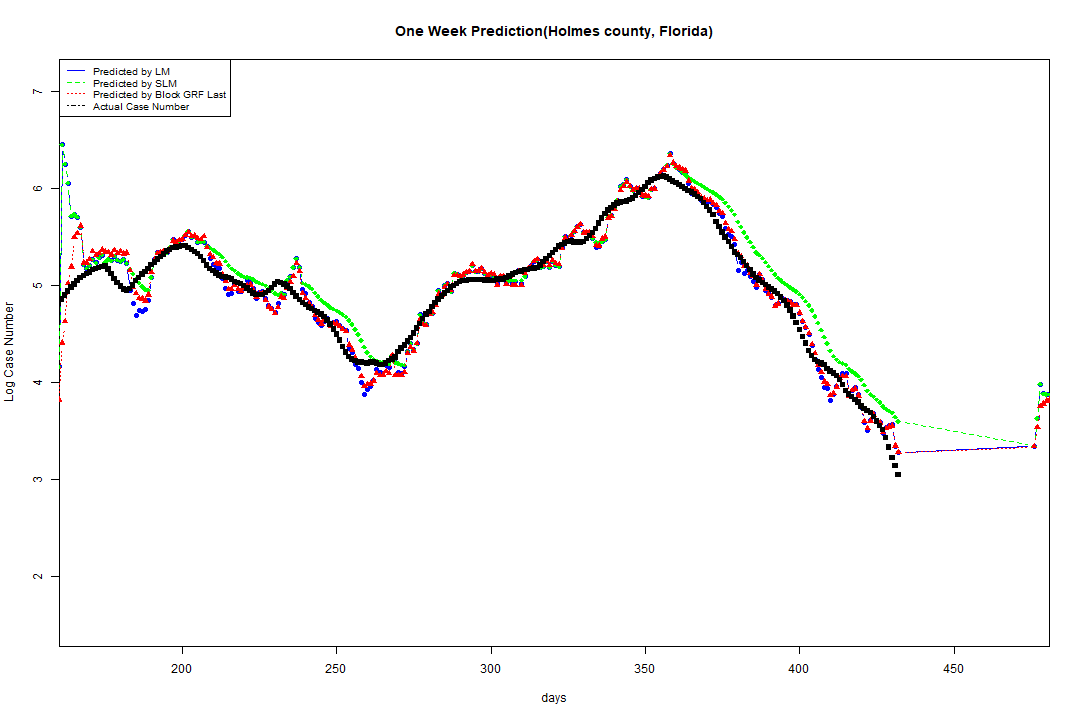 One Week Prediction(Holmes county, Florida)
Predicted by LM
Predicted by SLM
Predicted by Block GRF Last
Actual Case Number
7
6
5
4
3
2
Log Case Number
200 250 300 350 400 450
days